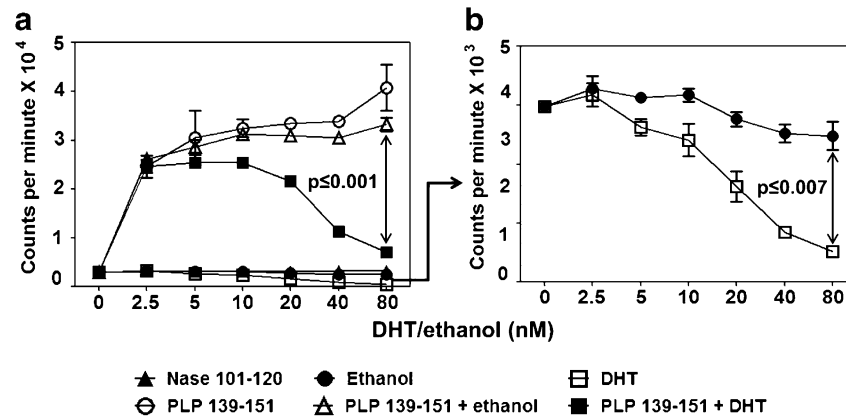 a
b
5
4
3
2
1
0
Counts per minute X 10⁴
p≤0.001
0 2.5 5 10 20 40 80
5
4
3
2
1
0
Counts per minute X 10³
p≤0.007
0 2.5 5 10 20 40 80
DHT/ethanol (nM)
Nase 101-120 Ethanol DHT
PLP 139-151 PLP 139-151 + ethanol PLP 139-151 + DHT